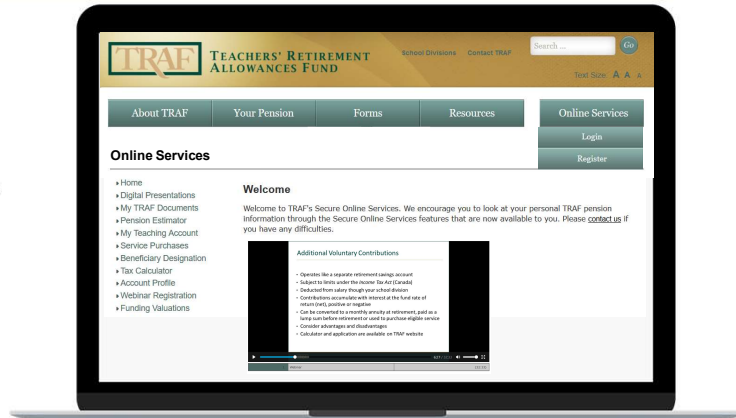 TRAF
TEACHERS' RETIREMENT
ALLOWANCES FUND
School Divisions Contact TRAF
Search ...
Go
Text Size A A A
About TRAF
Your Pension
Forms
Resources
Online Services
Login
Register
Online Services
Home
Digital Presentations
My TRAF Documents
Pension Estimator
My Teaching Account
Service Purchases
Beneficiary Designation
Tax Calculator
Account Profile
Webinar Registration
Funding Valuations
Welcome
Welcome to TRAF's Secure Online Services. We encourage you to look at your personal TRAF pension
information through the Secure Online Services features that are now available to you. Please contact us if
you have any difficulties.
Additional Voluntary Contributions
• Operates like a separate retirement savings account
• Subject to limits under the Income Tax Act (Canada)
• Deducted from salary though your school division
• Contributions accumulate with interest at the fund rate of
return (net), positive or negative
• Can be converted to a monthly annuity at retirement, paid as a
lump sum before retirement or used to purchase eligible service
• Consider advantages and disadvantages
• Calculator and application are available on TRAF website